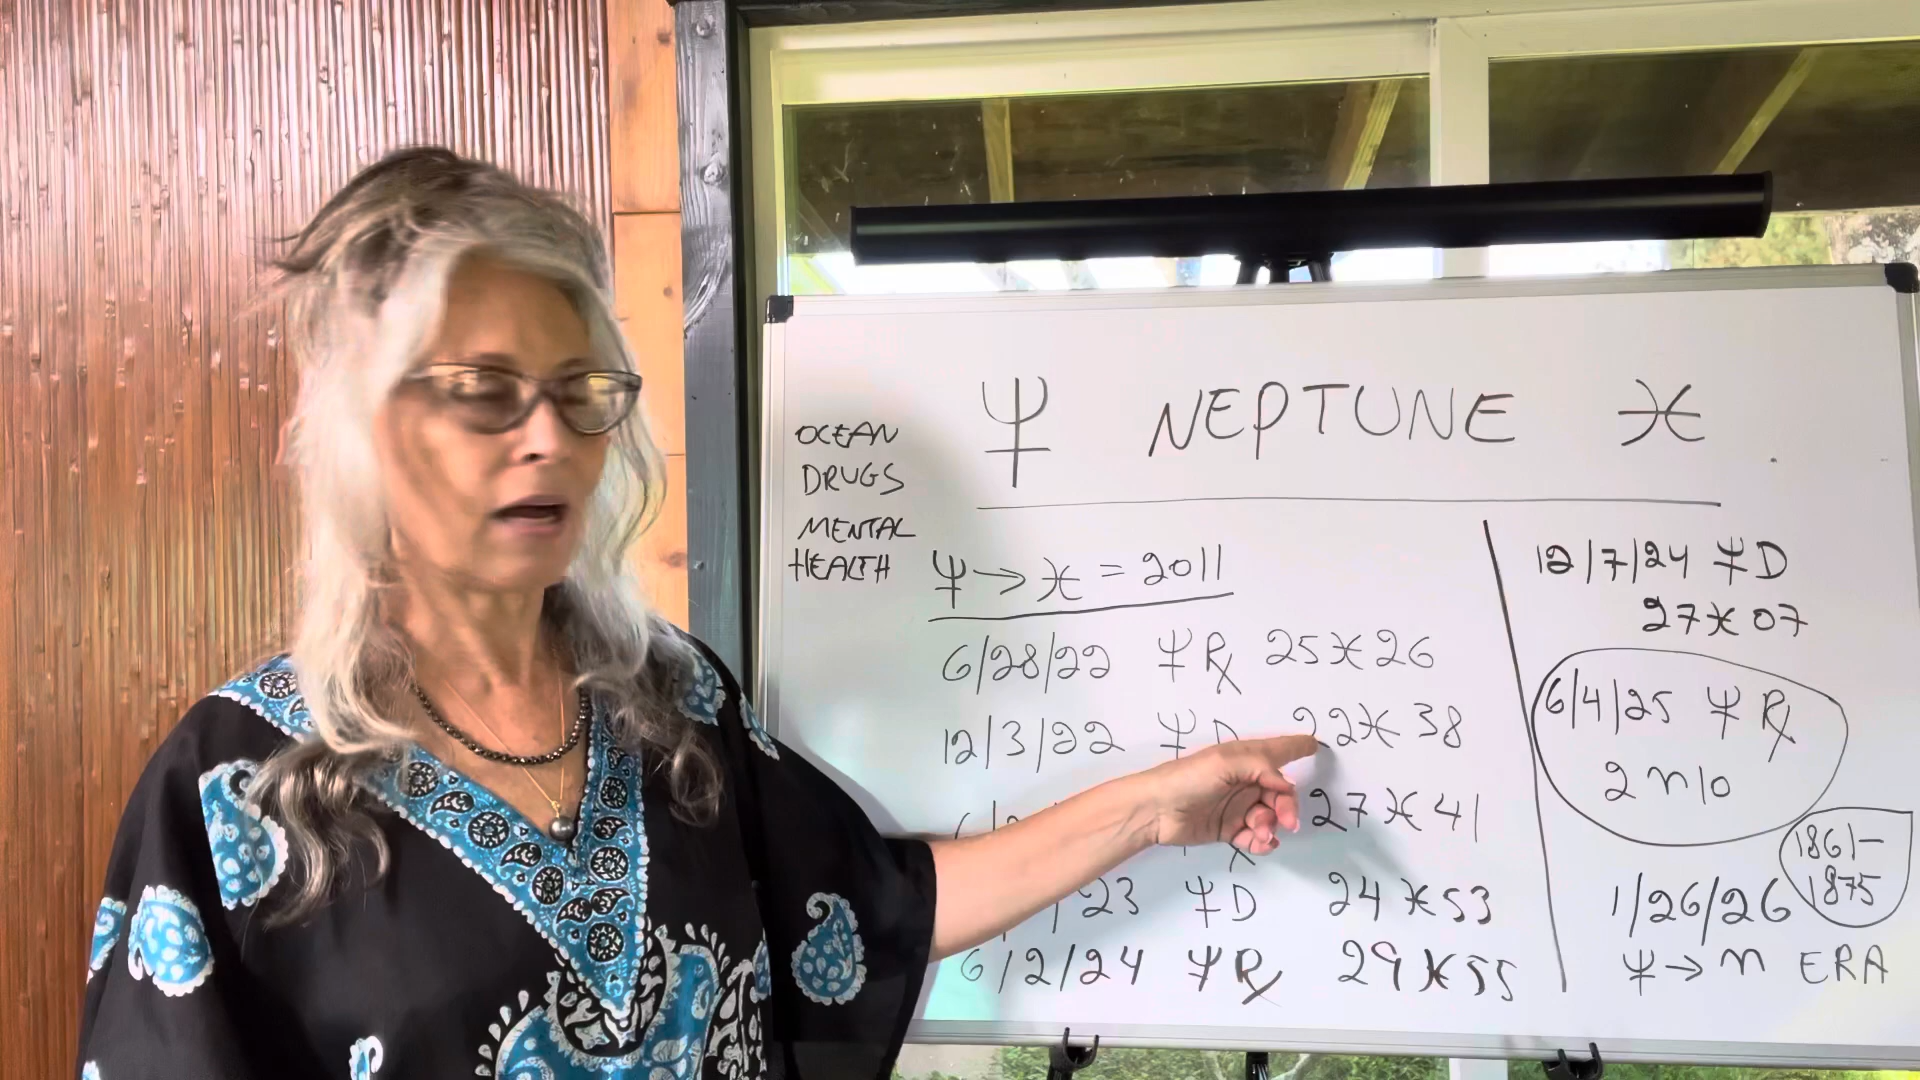 Ψ NEPTUNE ♓
OCEAN
DRUGS
MENTAL
HEALTH
Ψ → ♓ = 2011
6/28/22 Ψ ℞ 25 ♓ 26
12/3/22 Ψ D 22 ♓ 38
27 ♓ 41
23 Ψ D 24 ♓ 53
6/2/24 Ψ ℞ 29 ♓ 55
12/7/24 Ψ D
27 ♓ 07
6/4/25 Ψ ℞
2 ♈ 10
1861-
1875
1/26/26
Ψ → ♈ ERA